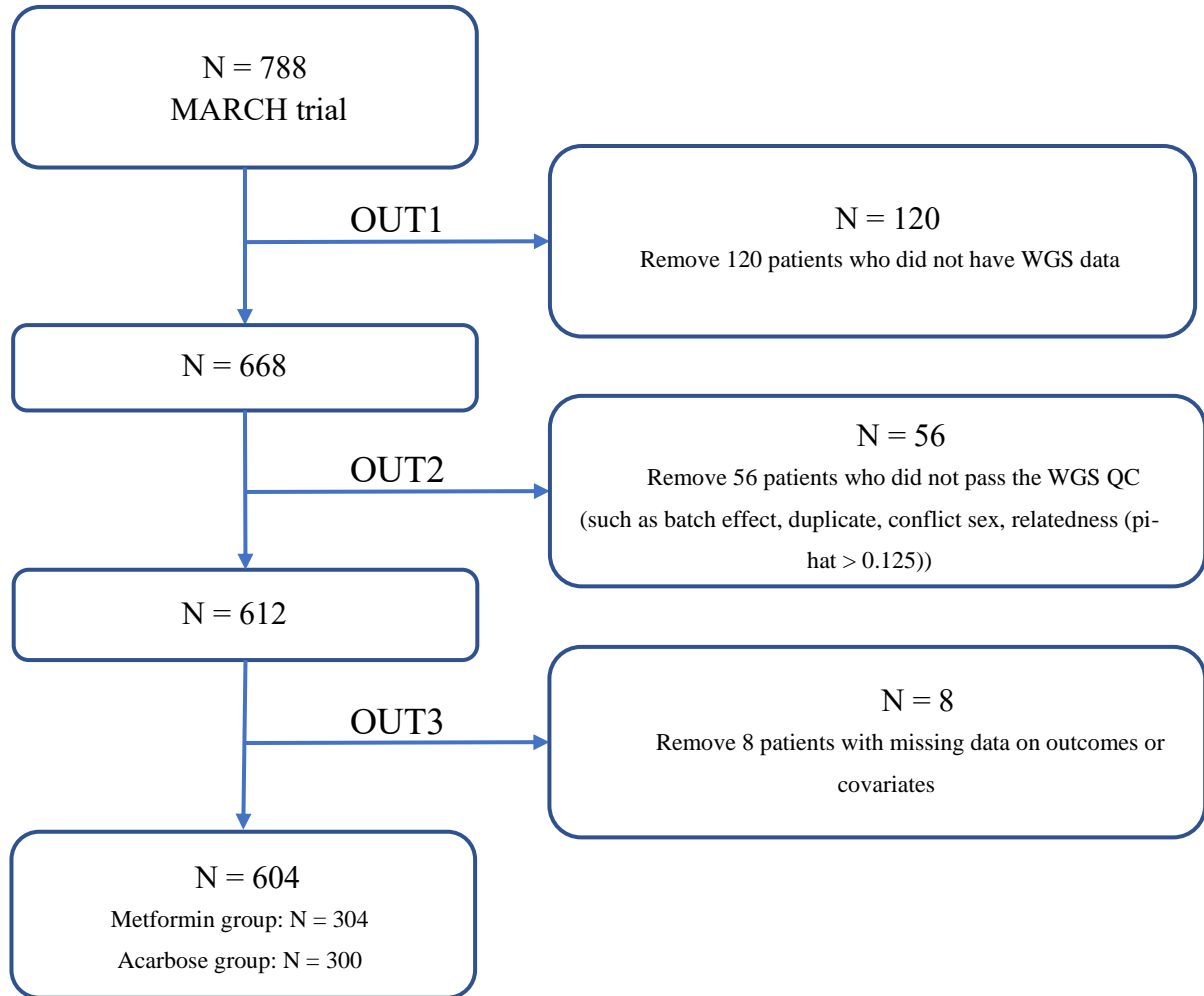 N = 788
MARCH trial
OUT1
N = 120
Remove 120 patients who did not have WGS data
N = 668
OUT2
N = 56
Remove 56 patients who did not pass the WGS QC
(such as batch effect, duplicate, conflict sex, relatedness (pi-
hat > 0.125))
N = 612
OUT3
N = 8
Remove 8 patients with missing data on outcomes or
covariates
N = 604
Metformin group: N = 304
Acarbose group: N = 300